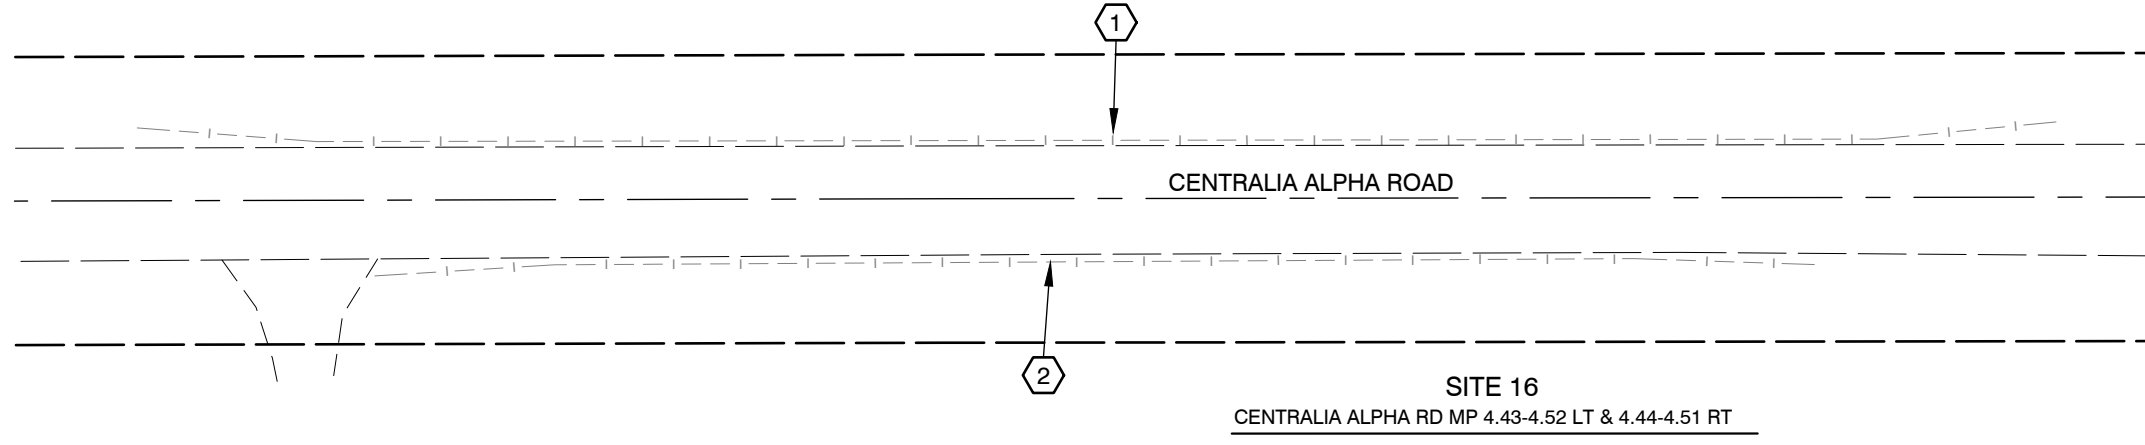 1
CENTRALIA ALPHA ROAD
2
SITE 16
CENTRALIA ALPHA RD MP 4.43-4.52 LT & 4.44-4.51 RT